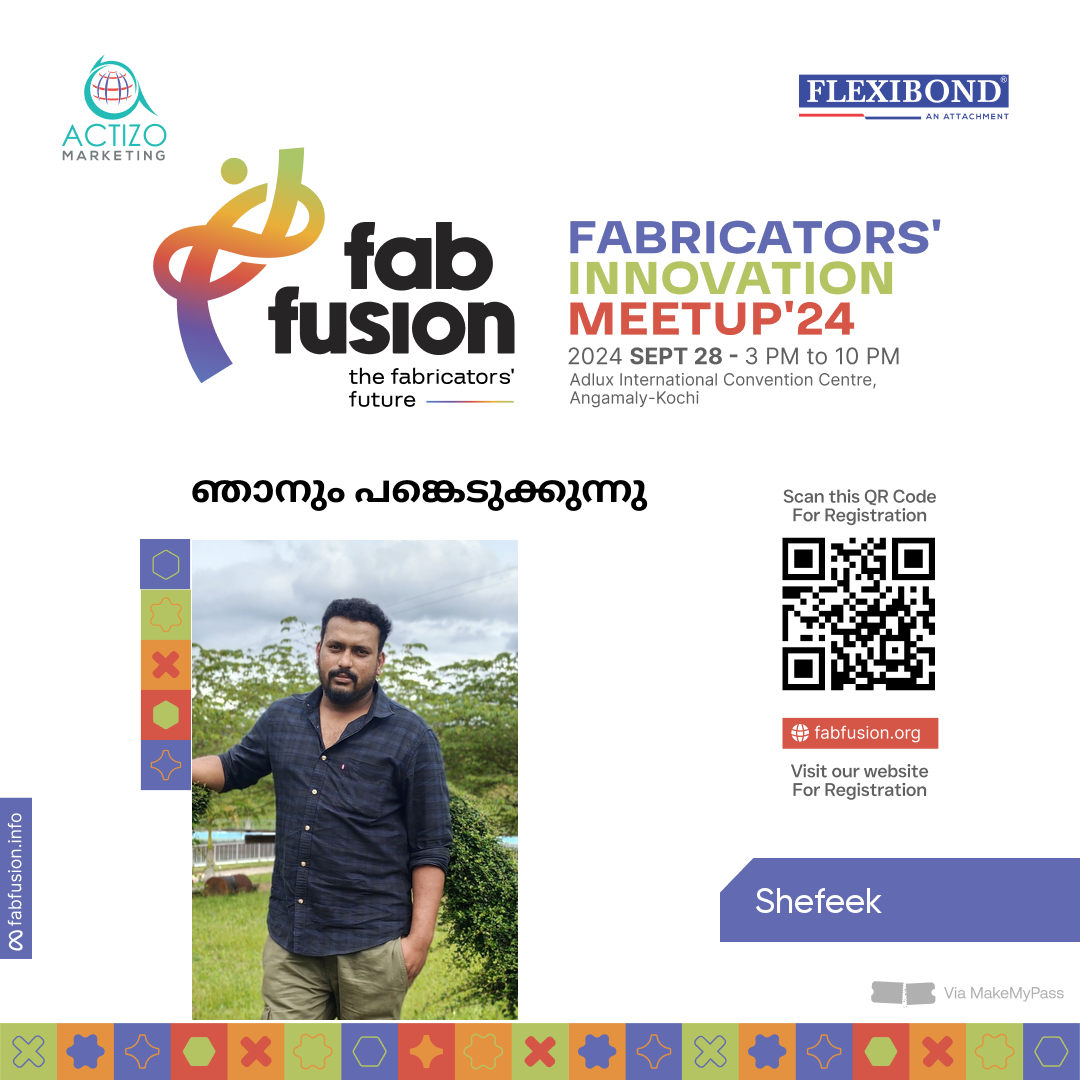 ACTIZO
MARKETING
FLEXIBOND®
AN ATTACHMENT
fab
fusion
the fabricators'
future
FABRICATORS'
INNOVATION
MEETUP'24
2024 SEPT 28 - 3 PM to 10 PM
Adlux International Convention Centre,
Angamaly-Kochi
ഞാനും പങ്കെടുക്കുന്നു
Scan this QR Code
For Registration
fabfusion.org
Visit our website
For Registration
fabfusion.info
Shefeek
Via MakeMyPass